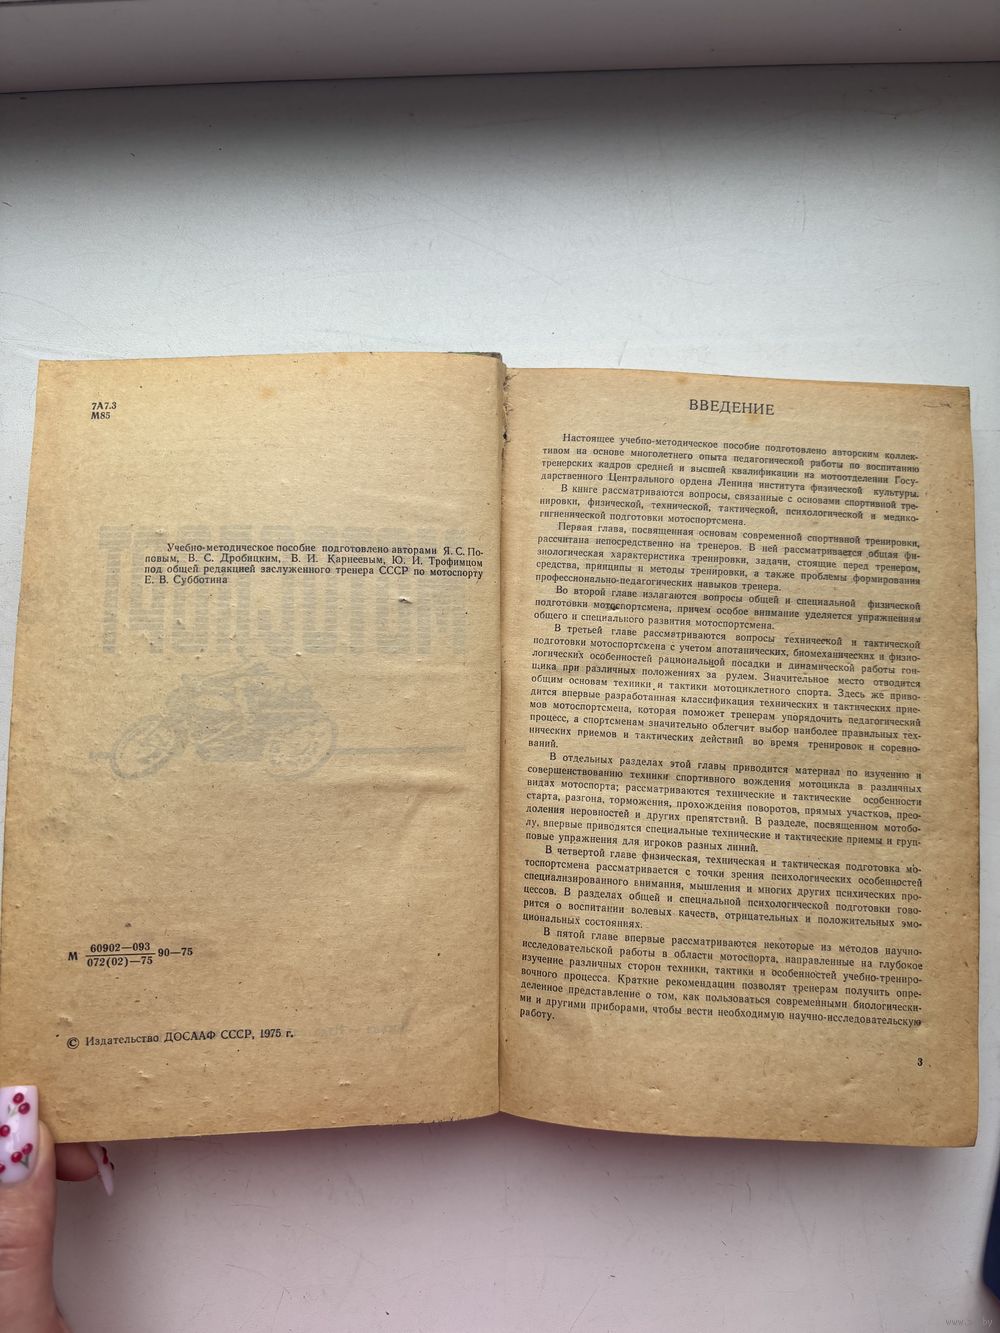 7А7.3
М85
Учебно-методическое пособие подготовлено авторами Я. С. По-
повым, В. С. Дробицким, В. И. Карнеевым, Ю. И. Трофимцом
под общей редакцией заслуженного тренера СССР по мотоспорту
Е. В. Субботина
М 60902—093
072(02)—75 90—75
© Издательство ДОСААФ СССР, 1975 г.
ВВЕДЕНИЕ
Настоящее учебно-методическое пособие подготовлено авторским коллек-
тивом на основе многолетнего опыта педагогической работы по воспитанию
тренерских кадров средней и высшей квалификации на мотоотделении Госу-
дарственного Центрального ордена Ленина института физической культуры.
В книге рассматриваются вопросы, связанные с основами спортивной тре-
нировки, физической, технической, тактической, психологической и медико-
гигиенической подготовки мотоспортсмена.
Первая глава, посвященная основам современной спортивной тренировки,
рассчитана непосредственно на тренеров. В ней рассматривается общая фи-
зиологическая характеристика тренировки, задачи, стоящие перед тренером,
средства, принципы и методы тренировки, а также проблемы формирования
профессионально-педагогических навыков тренера.
Во второй главе излагаются вопросы общей и специальной физической
подготовки мотоспортсмена, причем особое внимание уделяется упражнениям
общего и специального развития мотоспортсмена.
В третьей главе рассматриваются вопросы технической и тактической
подготовки мотоспортсмена с учетом апотанических, биомеханических и физио-
логических особенностей рациональной посадки и динамической работы гон-
щика при различных положениях за рулем. Значительное место отводится
общим основам техники и тактики мотоциклетного спорта. Здесь же приво-
дится впервые разработанная классификация технических и тактических прие-
мов мотоспортсмена, которая поможет тренерам упорядочить педагогический
процесс, а спортсменам значительно облегчит выбор наиболее правильных тех-
нических приемов и тактических действий во время тренировок и соревно-
ваний.
В отдельных разделах этой главы приводится материал по изучению и
совершенствованию техники спортивного вождения мотоцикла в различных
видах мотоспорта; рассматриваются технические и тактические особенности
старта, разгона, торможения, прохождения поворотов, прямых участков, прео-
доления неровностей и других препятствий. В разделе, посвященном мотобо-
лу, впервые приводятся специальные технические и тактические приемы и груп-
повые упражнения для игроков разных линий.
В четвертой главе физическая, техническая и тактическая подготовка мо-
тоспортсмена рассматривается с точки зрения психологических особенностей
специализированного внимания, мышления и многих других психических про-
цессов. В разделах общей и специальной психологической подготовки гово-
рится о воспитании волевых качеств, отрицательных и положительных эмо-
циональных состояниях.
В пятой главе впервые рассматриваются некоторые из методов научно-
исследовательской работы в области мотоспорта, направленные на глубокое
изучение различных сторон техники, тактики и особенностей учебно-трениро-
вочного процесса. Краткие рекомендации позволят тренерам получить опре-
деленное представление о том, как пользоваться современными биологически-
ми и другими приборами, чтобы вести необходимую научно-исследовательскую
работу.
3